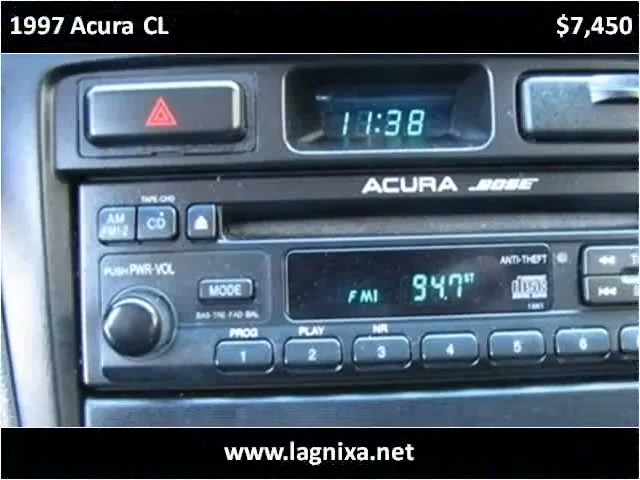 1997 Acura CL $7,450
11:38
ACURA BOSE
TAPE·CHG
AM CD
FM1·2
ANTI-THEFT
PUSH PWR-VOL
MODE
FM1 94.7 ST
BAS-TRE-FAD-BAL
PROG PLAY NR
1 2 3 4 5 6
www.lagnixa.net